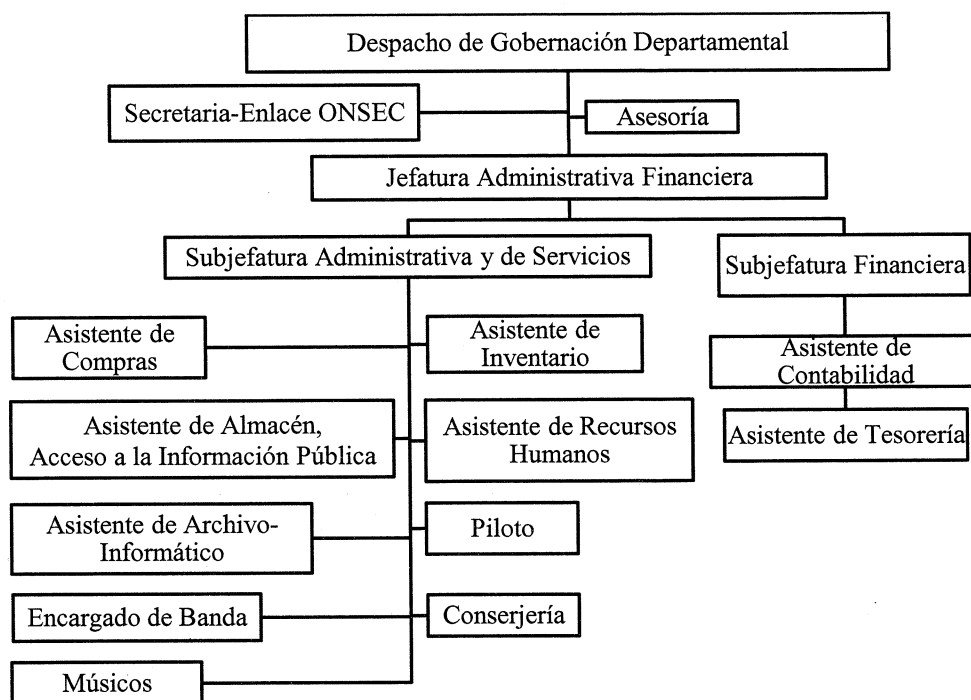 Despacho de Gobernación Departamental
Secretaria-Enlace ONSEC
Asesoría
Jefatura Administrativa Financiera
Subjefatura Administrativa y de Servicios
Subjefatura Financiera
Asistente de
Compras
Asistente de
Inventario
Asistente de
Contabilidad
Asistente de Almacén,
Acceso a la Información Pública
Asistente de Recursos
Humanos
Asistente de Tesorería
Asistente de Archivo-
Informático
Piloto
Encargado de Banda
Conserjería
Músicos